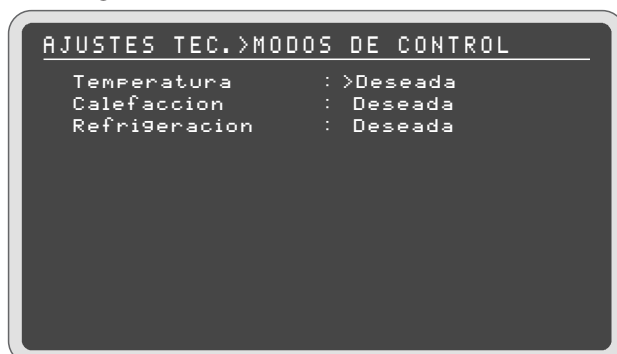 AJUSTES TEC.>MODOS DE CONTROL
Temperatura : >Deseada
Calefaccion : Deseada
Refrigeracion : Deseada